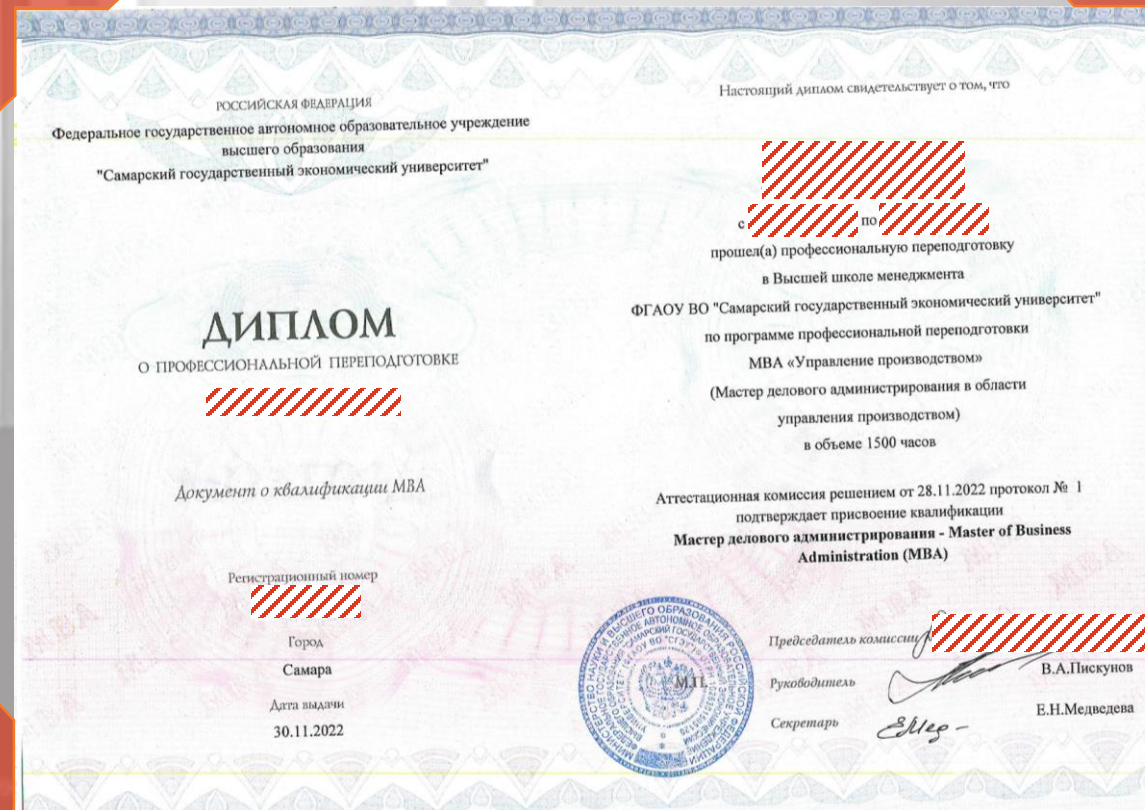 РОССИЙСКАЯ ФЕДЕРАЦИЯ
Федеральное государственное автономное образовательное учреждение
высшего образования
"Самарский государственный экономический университет"
ДИПЛОМ
О ПРОФЕССИОНАЛЬНОЙ ПЕРЕПОДГОТОВКЕ
Документ о квалификации МВА
Регистрационный номер
Город
Самара
Дата выдачи
30.11.2022
Настоящий диплом свидетельствует о том, что
с по
прошел(а) профессиональную переподготовку
в Высшей школе менеджмента
ФГАОУ ВО "Самарский государственный экономический университет"
по программе профессиональной переподготовки
МВА «Управление производством»
(Мастер делового администрирования в области
управления производством)
в объеме 1500 часов
Аттестационная комиссия решением от 28.11.2022 протокол № 1
подтверждает присвоение квалификации
Мастер делового администрирования - Master of Business
Administration (MBA)
Председатель комиссии
М.П.
Руководитель В.А.Пискунов
Секретарь Е.Н.Медведева